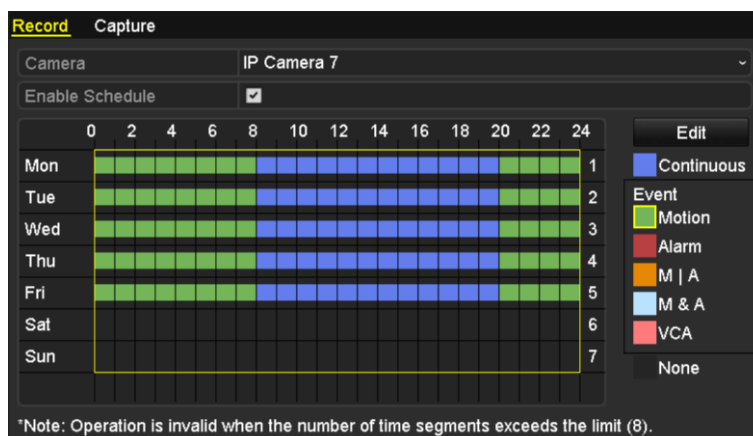 Record Capture
Camera IP Camera 7
Enable Schedule
0 2 4 6 8 10 12 14 16 18 20 22 24
Edit
Mon 1
Continuous
Tue 2
Event
Motion
Wed 3
Alarm
Thu 4
M | A
Fri 5
M & A
Sat 6
VCA
Sun 7
None
*Note: Operation is invalid when the number of time segments exceeds the limit (8).